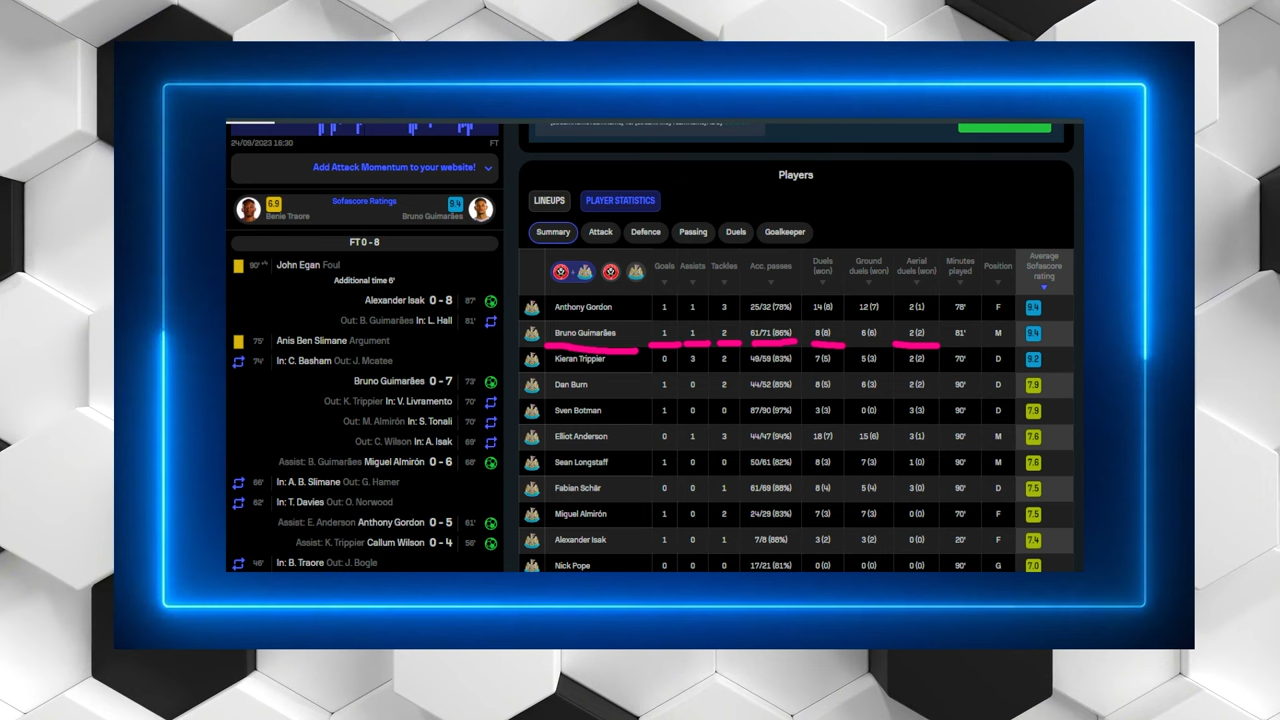 24/09/2023 16:30 FT
Add Attack Momentum to your website!
6.9 Sofascore Ratings 9.4
Benie Traore Bruno Guimarães
FT 0 - 8
90'+4 John Egan Foul
Additional time 6'
Alexander Isak 0 - 8 87'
Out: B. Guimarães In: L. Hall 81'
75' Anis Ben Slimane Argument
74' In: C. Basham Out: J. Mcatee
Bruno Guimarães 0 - 7 73'
Out: K. Trippier In: V. Livramento 70'
Out: M. Almirón In: S. Tonali 70'
Out: C. Wilson In: A. Isak 69'
Assist: B. Guimarães Miguel Almirón 0 - 6 68'
66' In: A. B. Slimane Out: G. Hamer
62' In: T. Davies Out: O. Norwood
Assist: E. Anderson Anthony Gordon 0 - 5 61'
Assist: K. Trippier Callum Wilson 0 - 4 56'
46' In: B. Traore Out: J. Bogle
Players
LINEUPS PLAYER STATISTICS
Summary Attack Defence Passing Duels Goalkeeper
Goals Assists Tackles Acc. passes Duels (won) Ground duels (won) Aerial duels (won) Minutes played Position Average Sofascore rating
Anthony Gordon 1 1 3 25/32 (78%) 14 (8) 12 (7) 2 (1) 78' F 9.4
Bruno Guimarães 1 1 2 61/71 (86%) 8 (8) 6 (6) 2 (2) 81' M 9.4
Kieran Trippier 0 3 2 49/59 (83%) 7 (5) 5 (3) 2 (2) 70' D 9.2
Dan Burn 1 0 2 44/52 (85%) 8 (5) 6 (3) 2 (2) 90' D 7.9
Sven Botman 1 0 0 87/90 (97%) 3 (3) 0 (0) 3 (3) 90' D 7.9
Elliot Anderson 0 1 3 44/47 (94%) 18 (7) 15 (6) 3 (1) 90' M 7.6
Sean Longstaff 1 0 0 50/61 (82%) 8 (3) 7 (3) 1 (0) 90' M 7.6
Fabian Schär 0 0 1 61/69 (88%) 8 (4) 5 (4) 3 (0) 90' D 7.5
Miguel Almirón 1 0 2 24/29 (83%) 7 (3) 7 (3) 0 (0) 70' F 7.5
Alexander Isak 1 0 1 7/8 (88%) 3 (2) 3 (2) 0 (0) 20' F 7.4
Nick Pope 0 0 0 17/21 (81%) 0 (0) 0 (0) 0 (0) 90' G 7.0